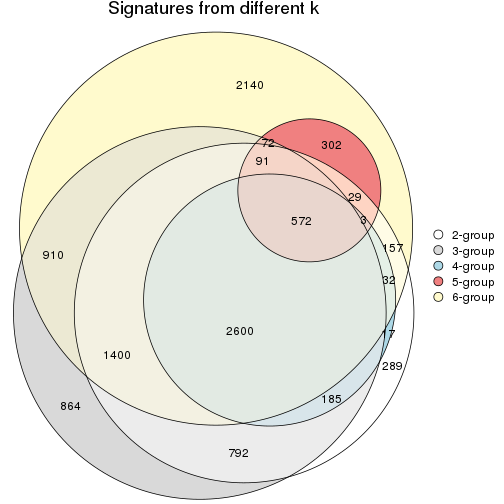 Signatures from different k
2140
72
302
91
29
572
3
157
910
32
2600
17
1400
289
185
864
792
2-group
3-group
4-group
5-group
6-group